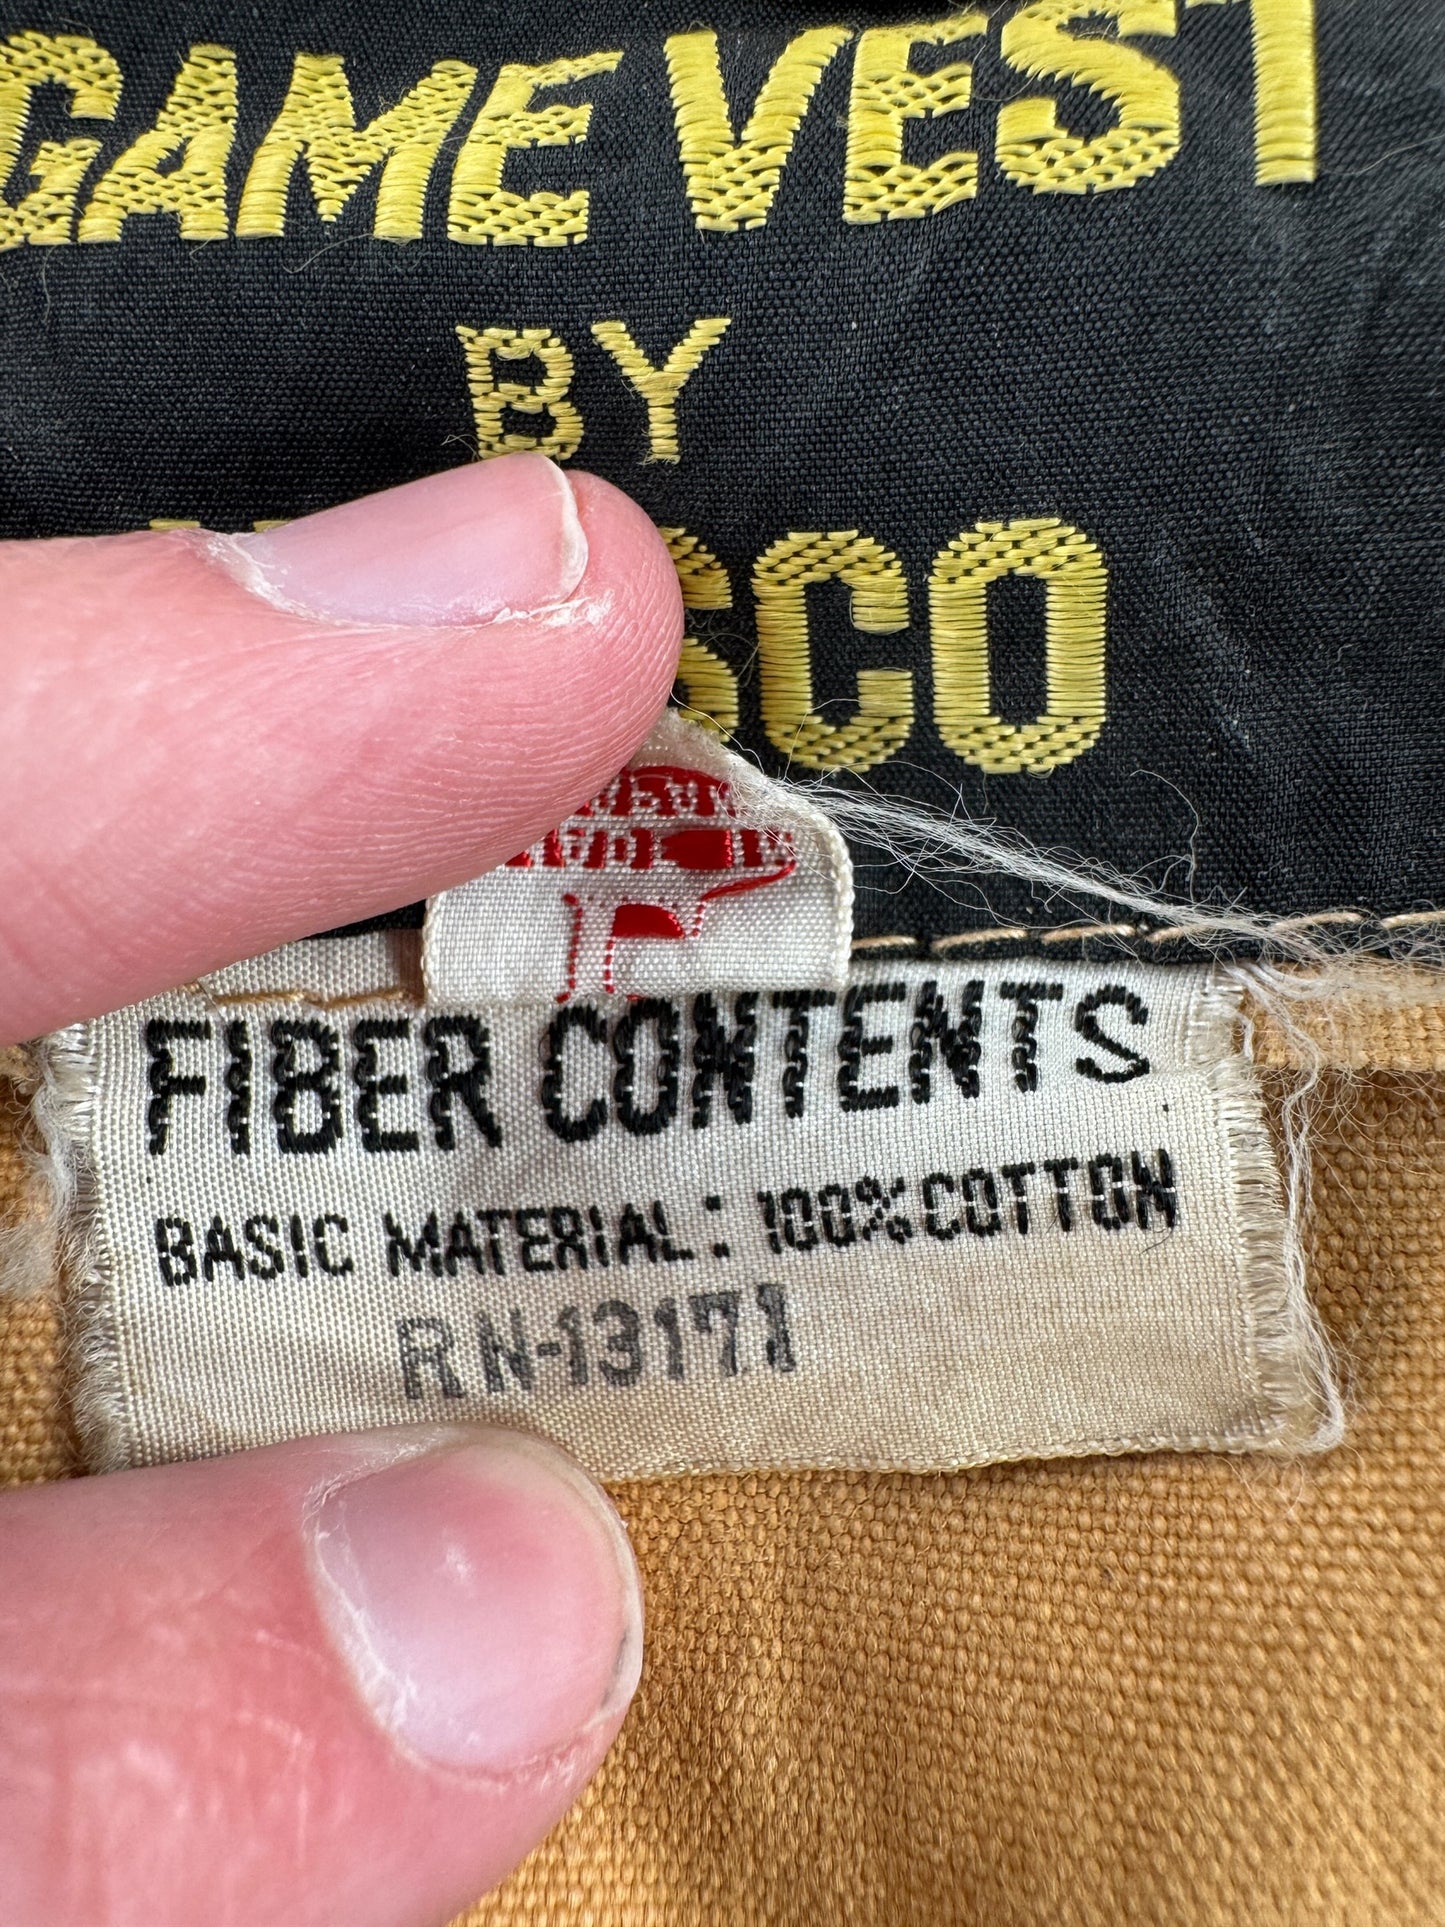 GAME VEST
BY
SCO
FIBER CONTENTS
BASIC MATERIAL: 100% COTTON
RN-13171